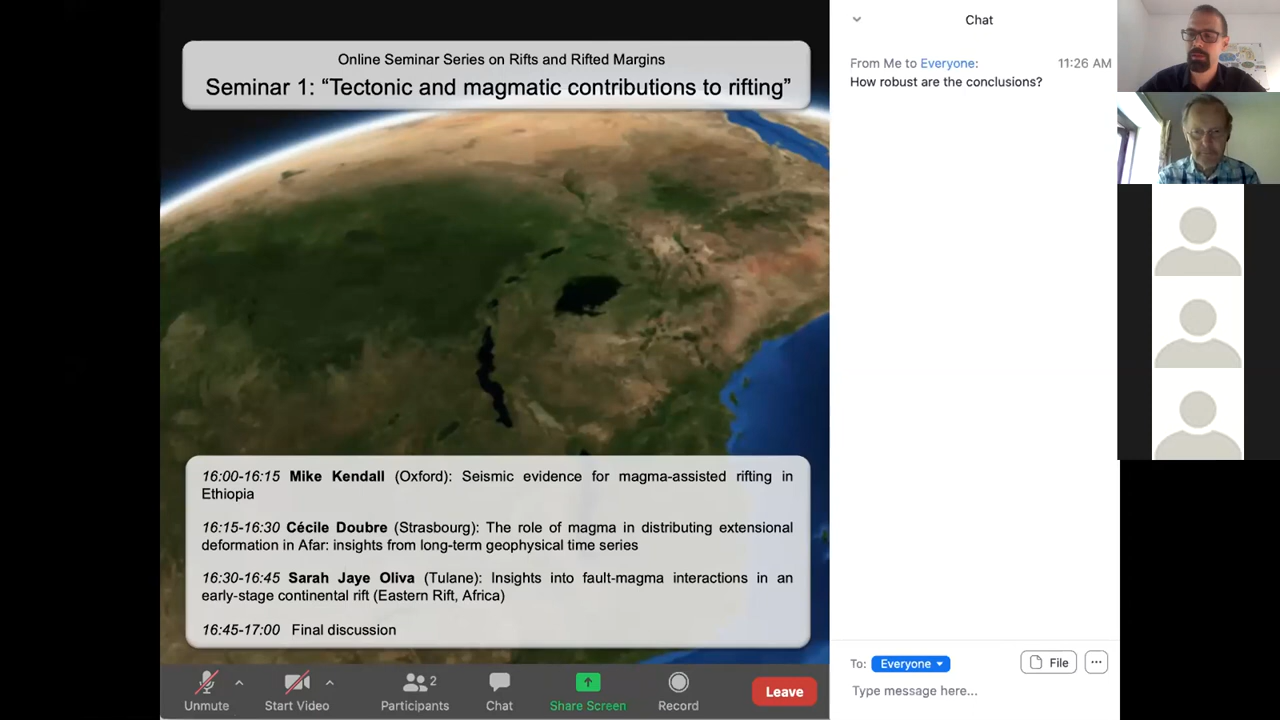 Online Seminar Series on Rifts and Rifted Margins
Seminar 1: “Tectonic and magmatic contributions to rifting”
16:00-16:15 Mike Kendall (Oxford): Seismic evidence for magma-assisted rifting in
Ethiopia
16:15-16:30 Cécile Doubre (Strasbourg): The role of magma in distributing extensional
deformation in Afar: insights from long-term geophysical time series
16:30-16:45 Sarah Jaye Oliva (Tulane): Insights into fault-magma interactions in an
early-stage continental rift (Eastern Rift, Africa)
16:45-17:00 Final discussion
Unmute
Start Video
2
Participants
Chat
Share Screen
Record
Leave
Chat
From Me to Everyone: 11:26 AM
How robust are the conclusions?
To: Everyone
File
...
Type message here...